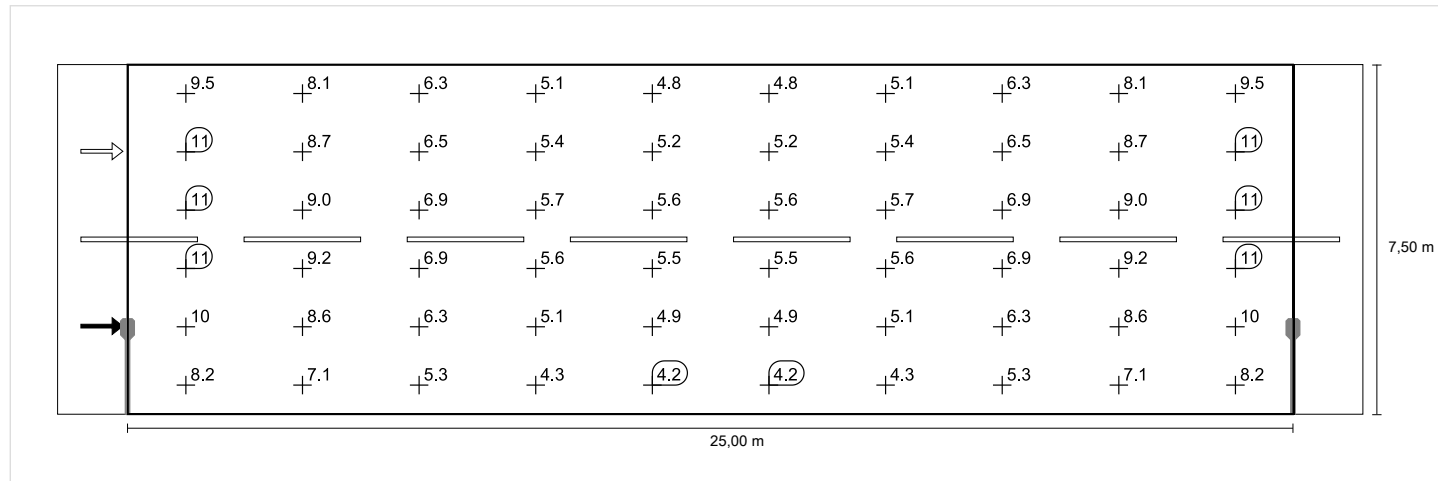 9.5 8.1 6.3 5.1 4.8 4.8 5.1 6.3 8.1 9.5
11 8.7 6.5 5.4 5.2 5.2 5.4 6.5 8.7 11
11 9.0 6.9 5.7 5.6 5.6 5.7 6.9 9.0 11
7,50 m
11 9.2 6.9 5.6 5.5 5.5 5.6 6.9 9.2 11
10 8.6 6.3 5.1 4.9 4.9 5.1 6.3 8.6 10
8.2 7.1 5.3 4.3 4.2 4.2 4.3 5.3 7.1 8.2
25,00 m